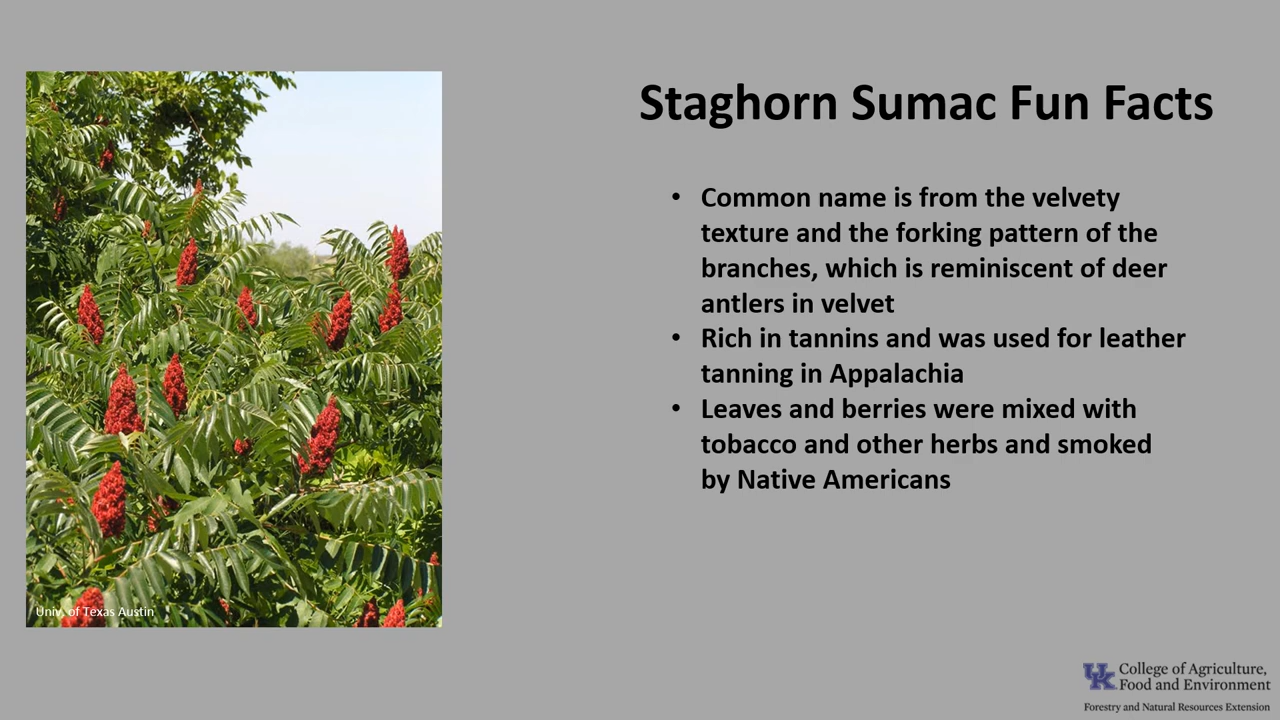 Staghorn Sumac Fun Facts
• Common name is from the velvety
texture and the forking pattern of the
branches, which is reminiscent of deer
antlers in velvet
• Rich in tannins and was used for leather
tanning in Appalachia
• Leaves and berries were mixed with
tobacco and other herbs and smoked
by Native Americans
Univ. of Texas Austin
UK College of Agriculture,
Food and Environment
Forestry and Natural Resources Extension